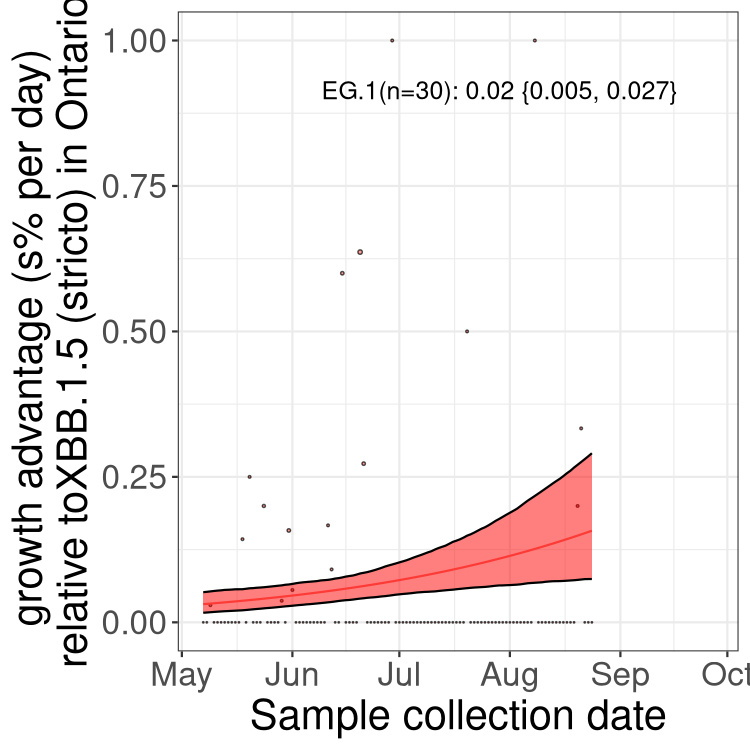 growth advantage (s% per day)
relative toXBB.1.5 (stricto) in Ontario
1.00
0.75
0.50
0.25
0.00
EG.1(n=30): 0.02 {0.005, 0.027}
May Jun Jul Aug Sep Oct
Sample collection date